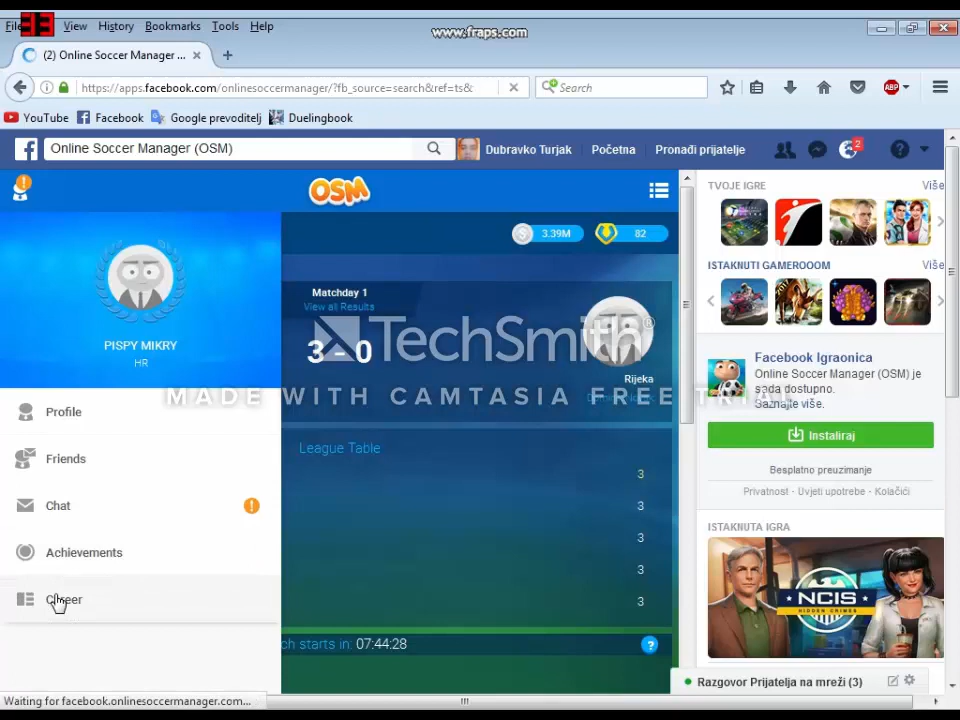 File
33
View
History
Bookmarks
Tools
Help
www.fraps.com
(2) Online Soccer Manager ...
https://apps.facebook.com/onlinesoccermanager/?fb_source=search&ref=ts&
Search
ABP
YouTube
Facebook
Google prevoditelj
Duelingbook
Online Soccer Manager (OSM)
Dubravko Turjak
Početna
Pronađi prijatelje
2
OSM
3.39M
82
PISPY MIKRY
HR
Profile
Friends
Chat
Achievements
Career
Matchday 1
View all Results
3 - 0
Rijeka
TechSmith®
MADE WITH CAMTASIA FREE TRIAL
League Table
3
3
3
3
3
ch starts in: 07:44:28
?
TVOJE IGRE
Više
ISTAKNUTI GAMEROOOM
Više
Facebook Igraonica
Online Soccer Manager (OSM) je
sada dostupno.
Saznajte više.
Instaliraj
Besplatno preuzimanje
Privatnost · Uvjeti upotrebe · Kolačići
ISTAKNUTA IGRA
NCIS
HIDDEN CRIMES
Razgovor Prijatelja na mreži (3)
Waiting for facebook.onlinesoccermanager.com...